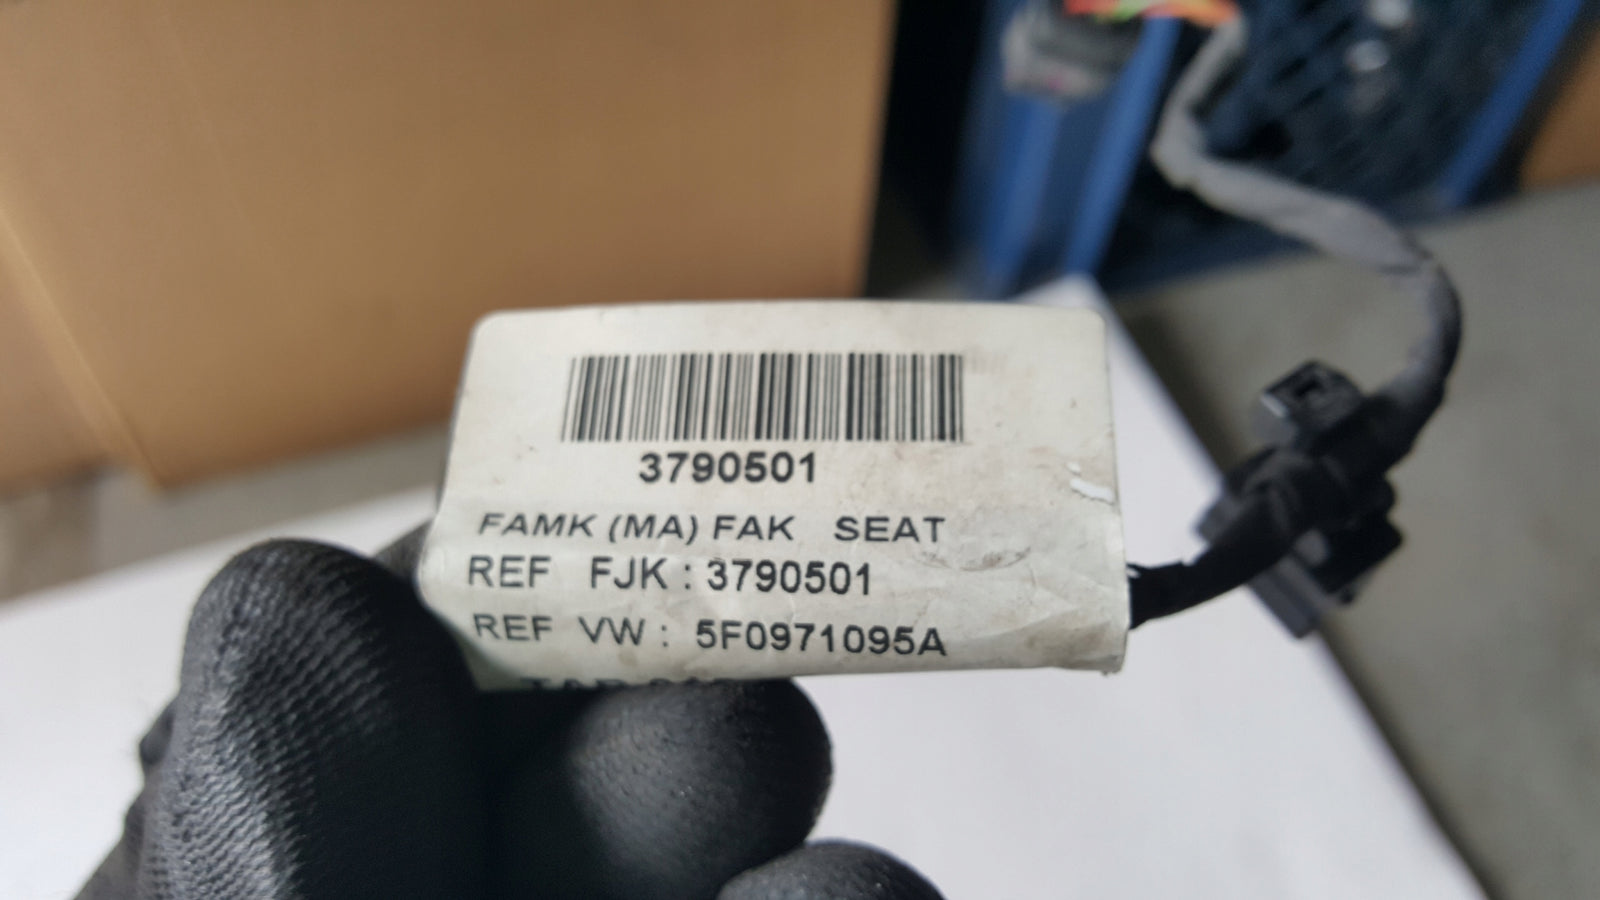 3790501
FAMK (MA) FAK SEAT
REF FJK : 3790501
REF VW : 5F0971095A